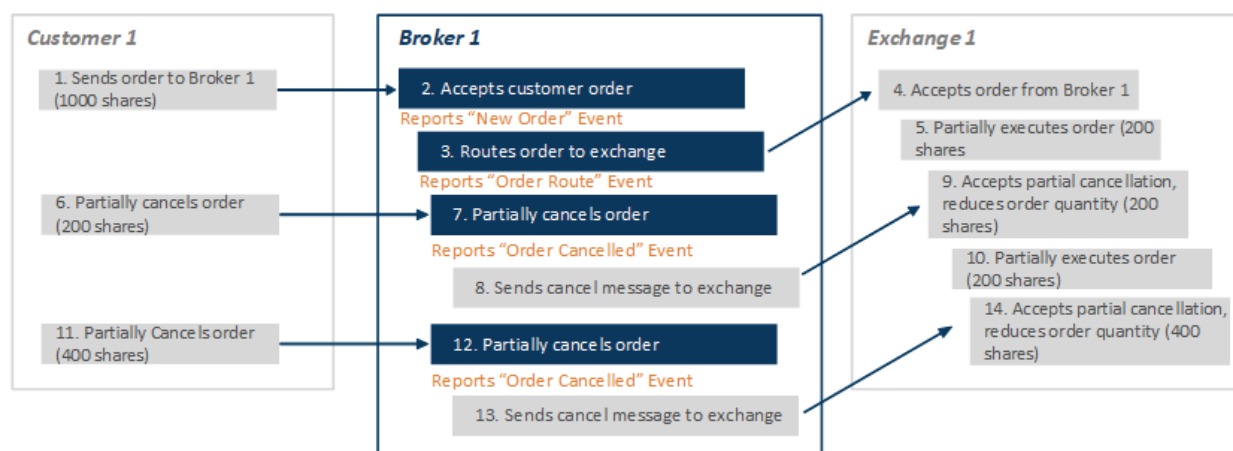 Customer 1
1. Sends order to Broker 1
(1000 shares)
6. Partially cancels order
(200 shares)
11. Partially Cancels order
(400 shares)
Broker 1
2. Accepts customer order
Reports “New Order” Event
3. Routes order to exchange
Reports “Order Route” Event
7. Partially cancels order
Reports “Order Cancelled” Event
8. Sends cancel message to exchange
12. Partially cancels order
Reports “Order Cancelled” Event
13. Sends cancel message to exchange
Exchange 1
4. Accepts order from Broker 1
5. Partially executes order (200
shares
9. Accepts partial cancellation,
reduces order quantity (200
shares)
10. Partially executes order
(200 shares)
14. Accepts partial cancellation,
reduces order quantity (400
shares)